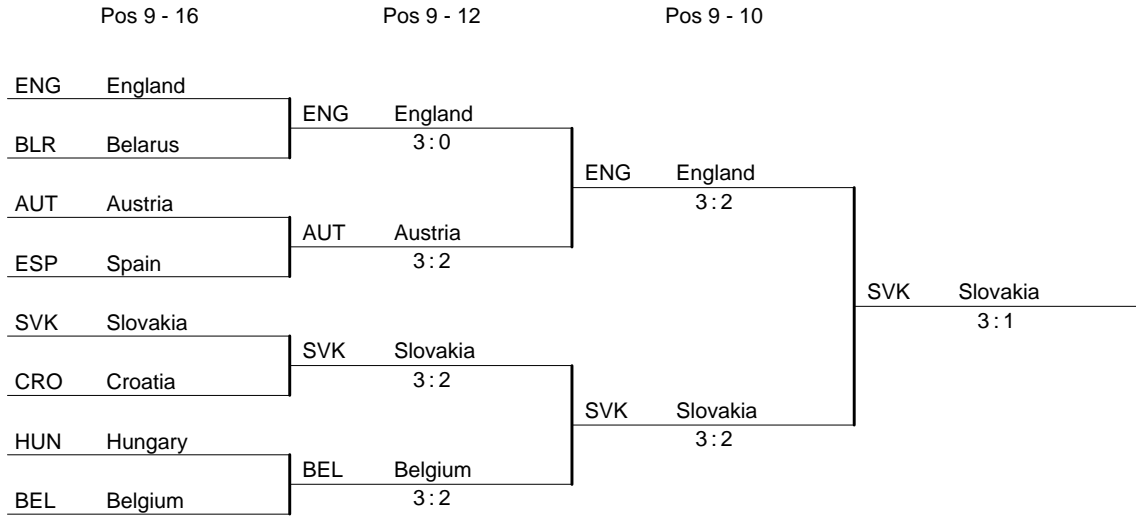 Pos 9 - 16 Pos 9 - 12 Pos 9 - 10
ENG England
ENG England
3 : 0
BLR Belarus
ENG England
3 : 2
AUT Austria
AUT Austria
3 : 2
ESP Spain
SVK Slovakia
3 : 1
SVK Slovakia
SVK Slovakia
3 : 2
CRO Croatia
SVK Slovakia
3 : 2
HUN Hungary
BEL Belgium
3 : 2
BEL Belgium